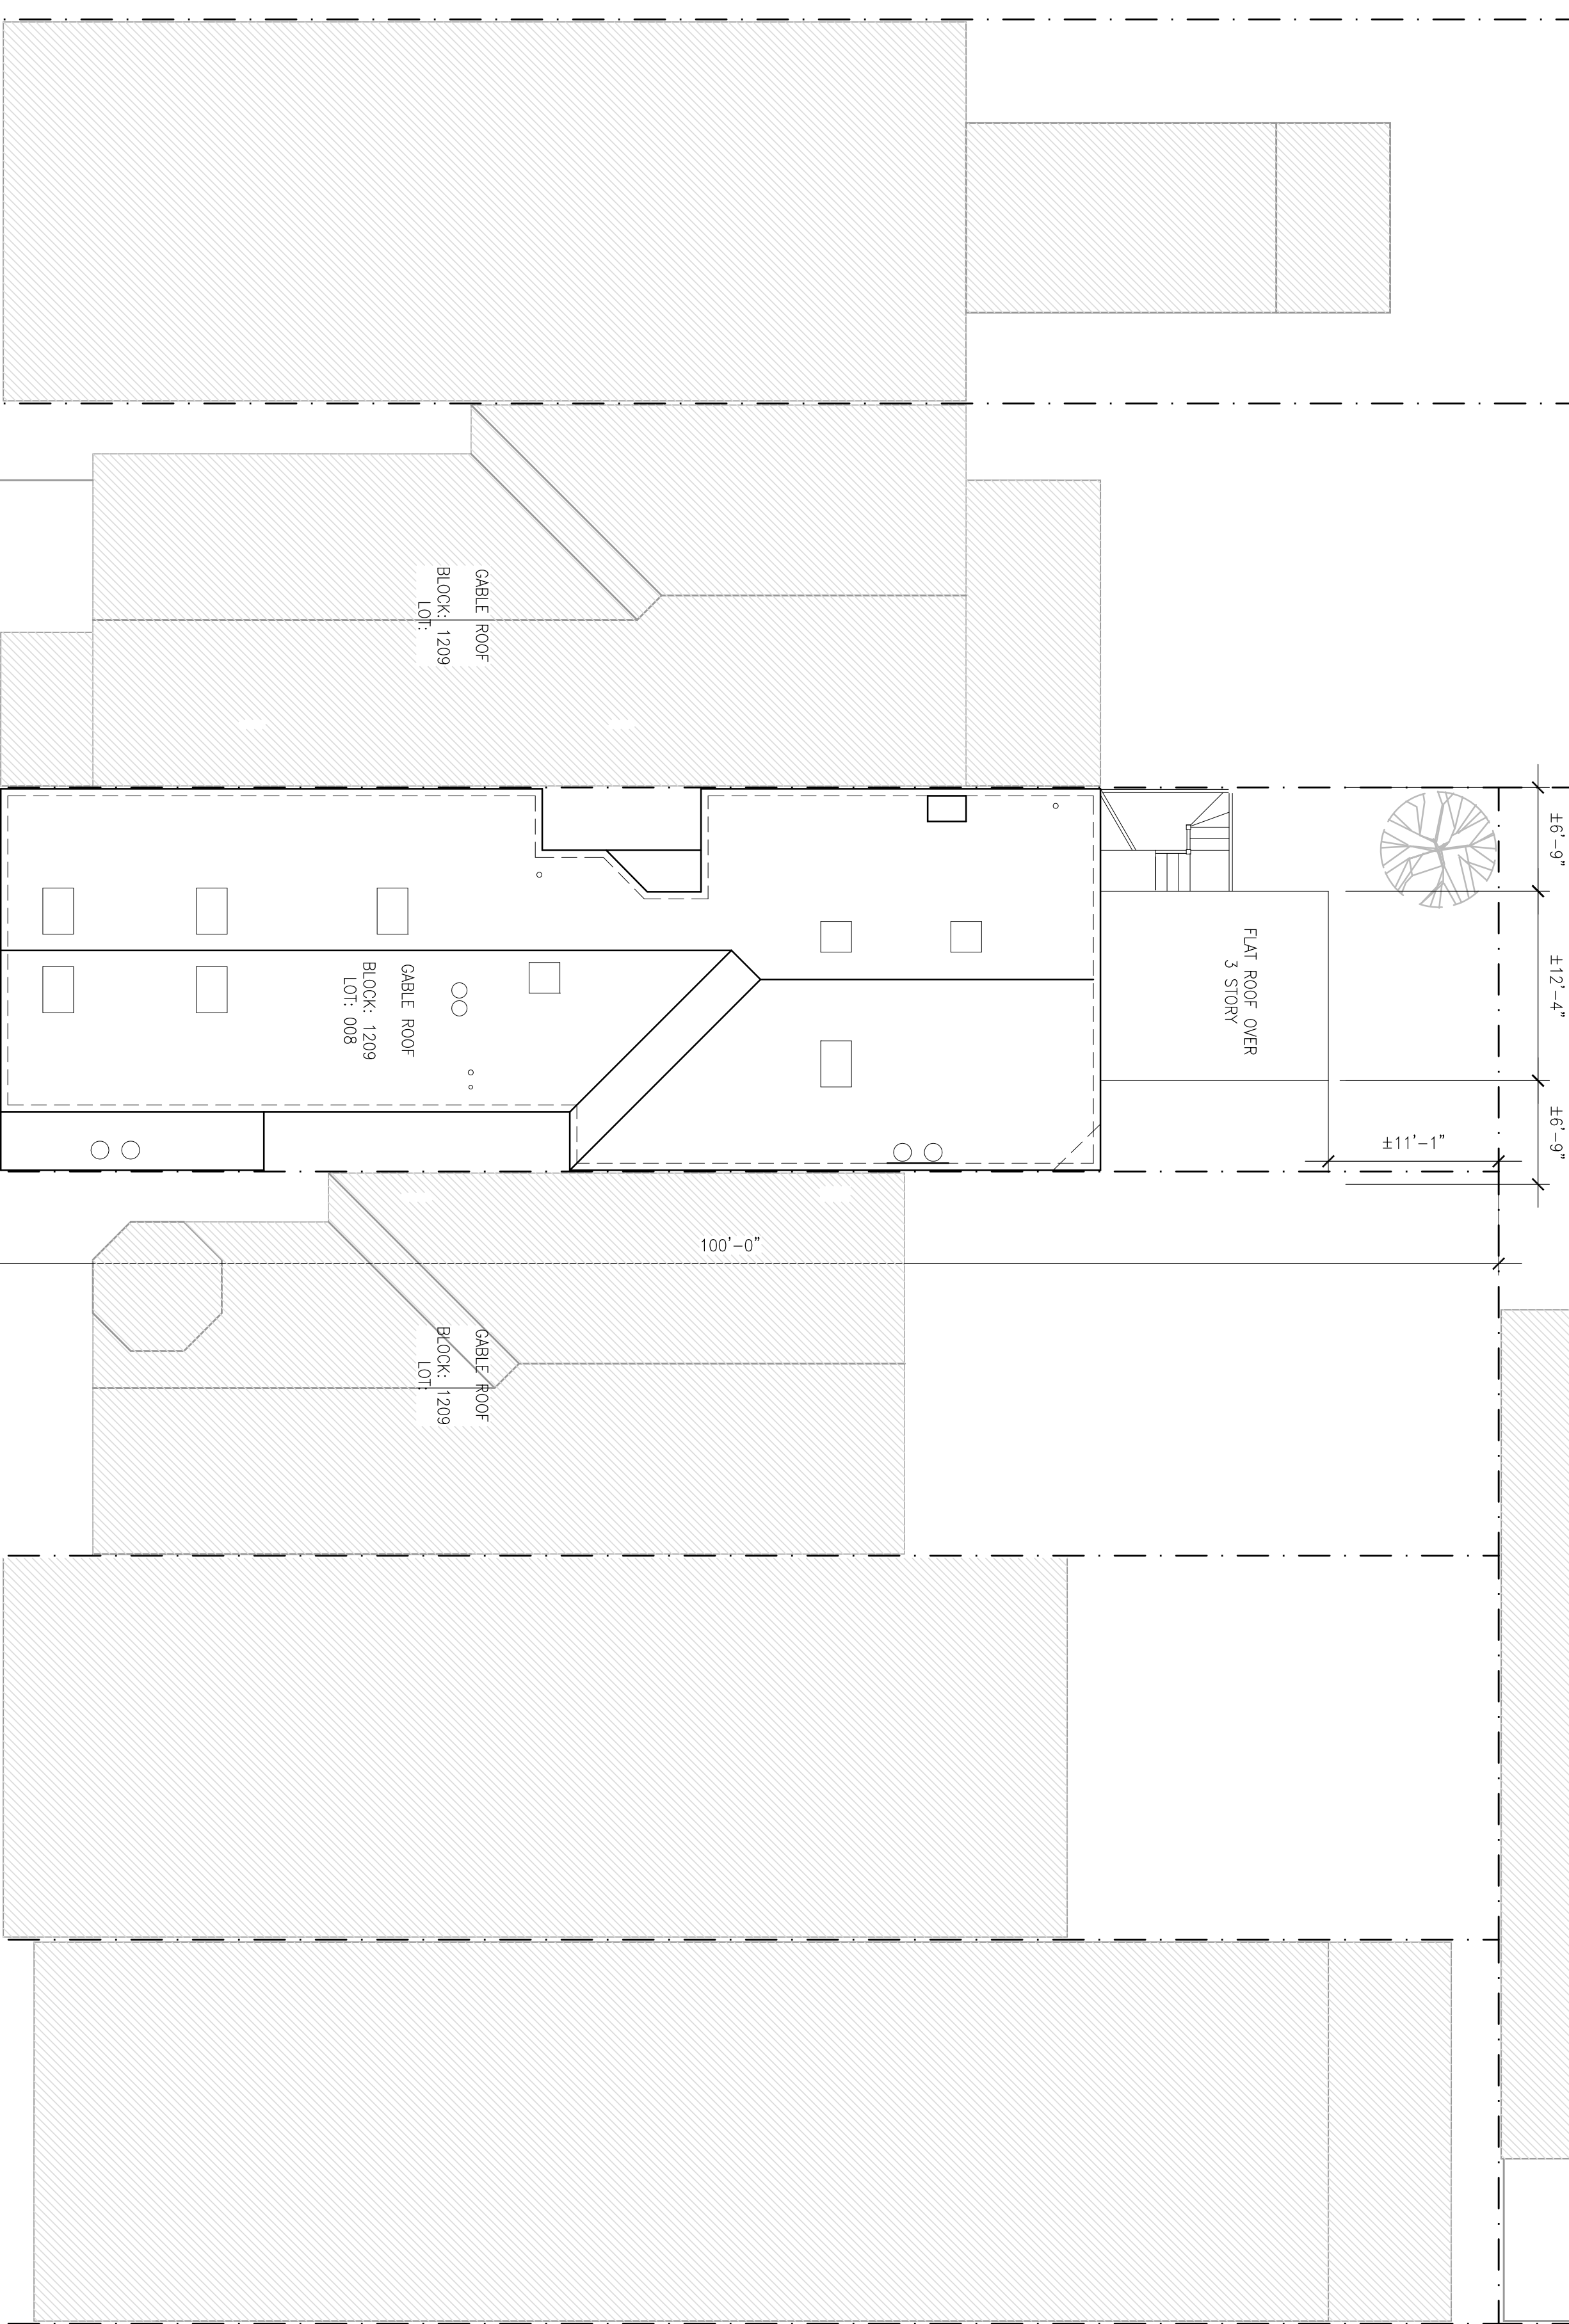 GABLE ROOF
BLOCK: 1209
LOT:
±6'-9"
±12'-4"
±6'-9"
FLAT ROOF OVER
3 STORY
GABLE ROOF
BLOCK: 1209
LOT: 008
±11'-1"
100'-0"
GABLE ROOF
BLOCK: 1209
LOT: